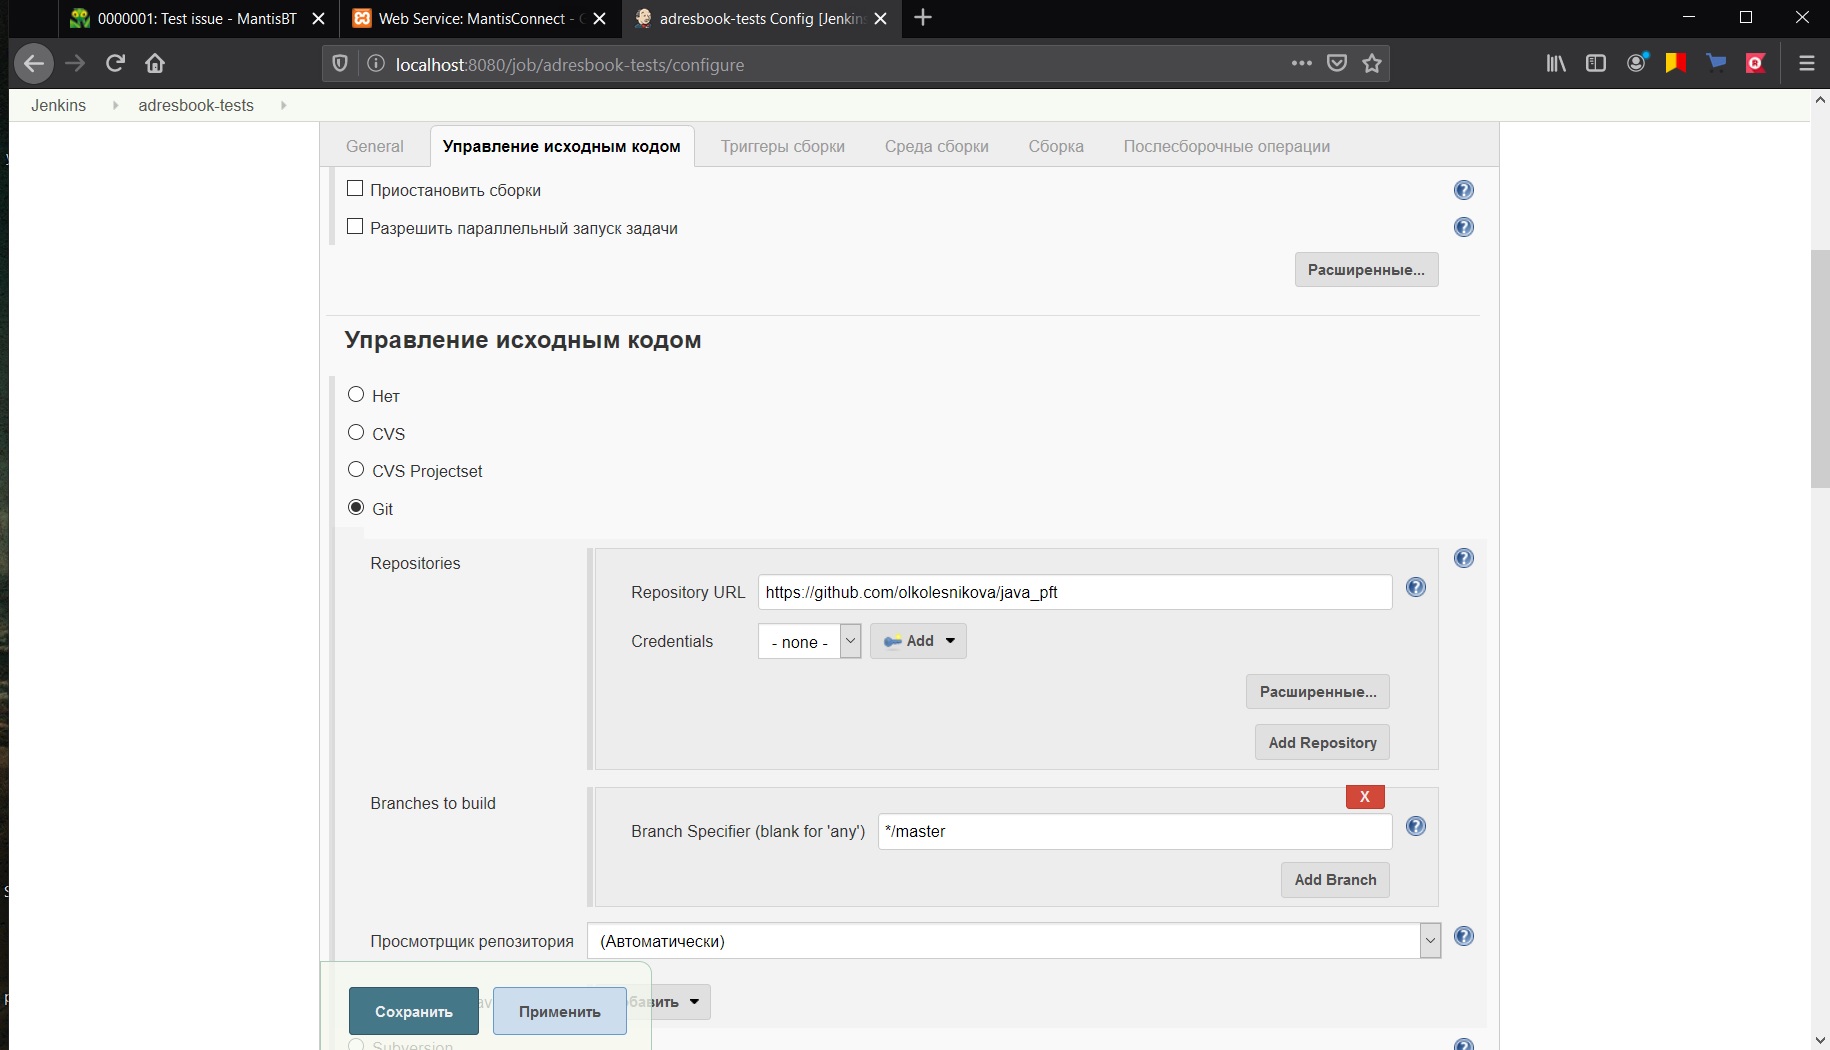 0000001: Test issue - MantisBT
Web Service: MantisConnect -
adresbook-tests Config [Jenkins
localhost:8080/job/adresbook-tests/configure
Jenkins adresbook-tests
General Управление исходным кодом Триггеры сборки Среда сборки Сборка Послесборочные операции
Приостановить сборки
Разрешить параллельный запуск задачи
Расширенные...
Управление исходным кодом
Нет
CVS
CVS Projectset
Git
Repositories
Repository URL https://github.com/olkolesnikova/java_pft
Credentials - none - Add
Расширенные...
Add Repository
Branches to build
X
Branch Specifier (blank for 'any') */master
Add Branch
Просмотрщик репозитория (Автоматически)
Сохранить Применить бавить
Subversion